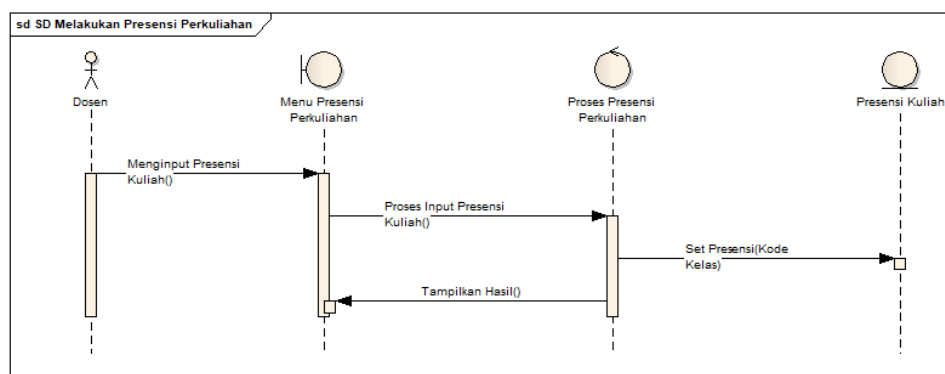 sd SD Melakukan Presensi Perkuliahan
Dosen
Menu Presensi
Perkuliahan
Proses Presensi
Perkuliahan
Presensi Kuliah
Menginput Presensi
Kuliah()
Proses Input Presensi
Kuliah()
Set Presensi(Kode
Kelas)
Tampilkan Hasil()